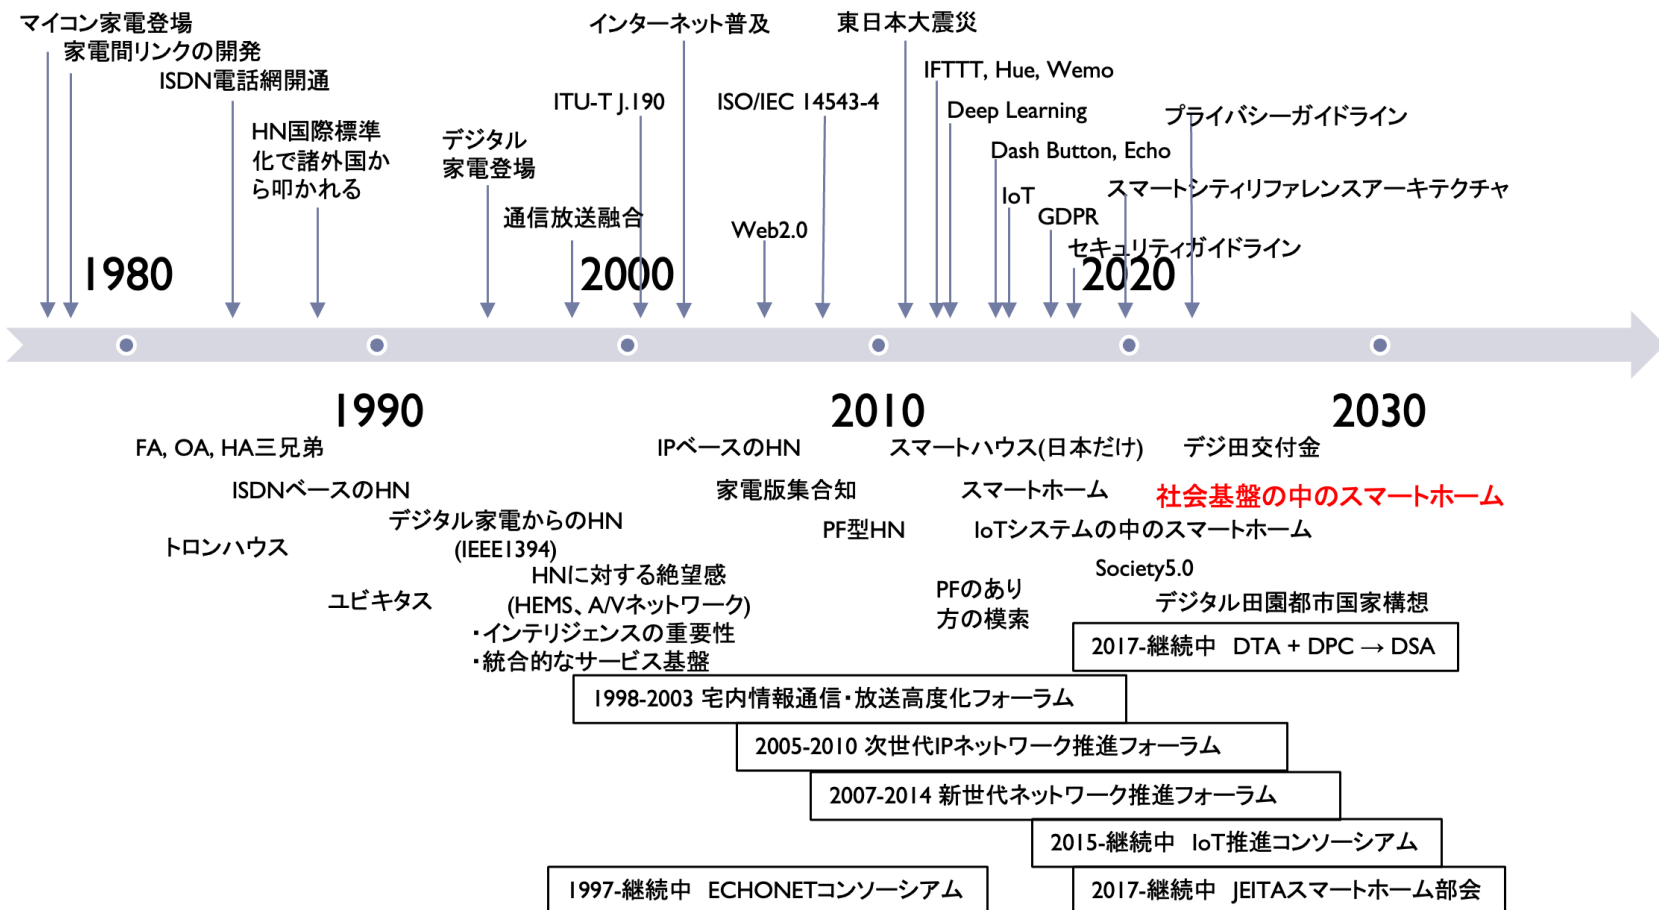 マイコン家電登場
家電間リンクの開発
ISDN電話網開通
HN国際標準
化で諸外国か
ら叩かれる
デジタル
家電登場
通信放送融合
ITU-T J.190
インターネット普及
ISO/IEC 14543-4
Web2.0
東日本大震災
IFTTT, Hue, Wemo
Deep Learning
Dash Button, Echo
IoT
GDPR
セキュリティガイドライン
スマートシティリファレンスアーキテクチャ
プライバシーガイドライン
1980
2000
2020
1990
2010
2030
FA, OA, HA三兄弟
ISDNベースのHN
トロンハウス
ユビキタス
デジタル家電からのHN
(IEEE1394)
HNに対する絶望感
(HEMS、A/Vネットワーク)
・インテリジェンスの重要性
・統合的なサービス基盤
IPベースのHN
家電版集合知
PF型HN
スマートハウス(日本だけ)
スマートホーム
IoTシステムの中のスマートホーム
PFのあり
方の模索
デジ田交付金
社会基盤の中のスマートホーム
Society5.0
デジタル田園都市国家構想
2017-継続中 DTA + DPC → DSA
1998-2003 宅内情報通信・放送高度化フォーラム
2005-2010 次世代IPネットワーク推進フォーラム
2007-2014 新世代ネットワーク推進フォーラム
2015-継続中 IoT推進コンソーシアム
1997-継続中 ECHONETコンソーシアム
2017-継続中 JEITAスマートホーム部会